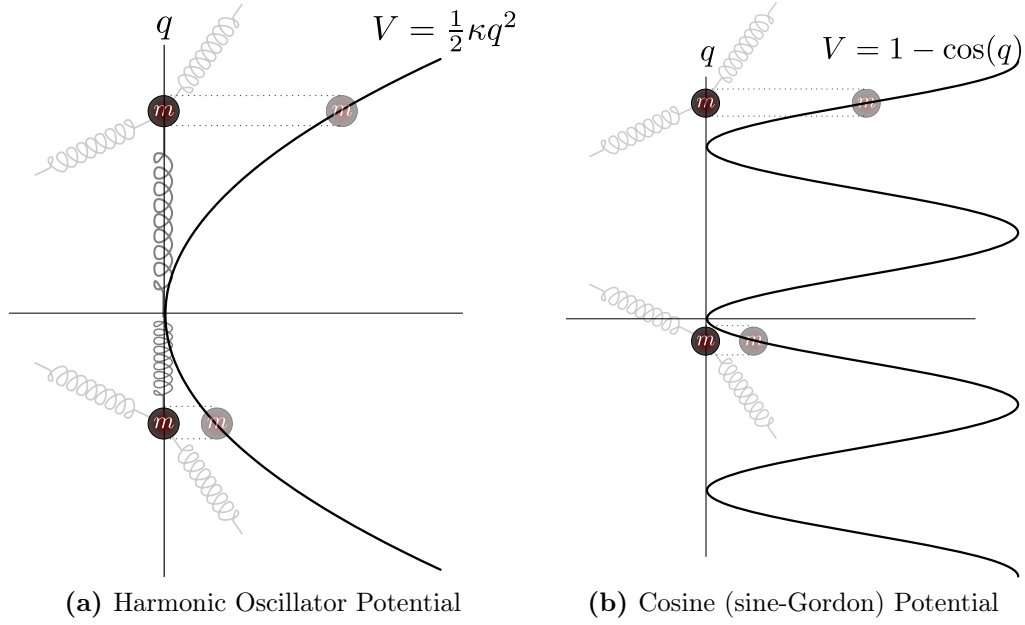 q
V = ½κq²
m
m
m
m
(a) Harmonic Oscillator Potential
q
V = 1 − cos(q)
m
m
m
m
(b) Cosine (sine-Gordon) Potential